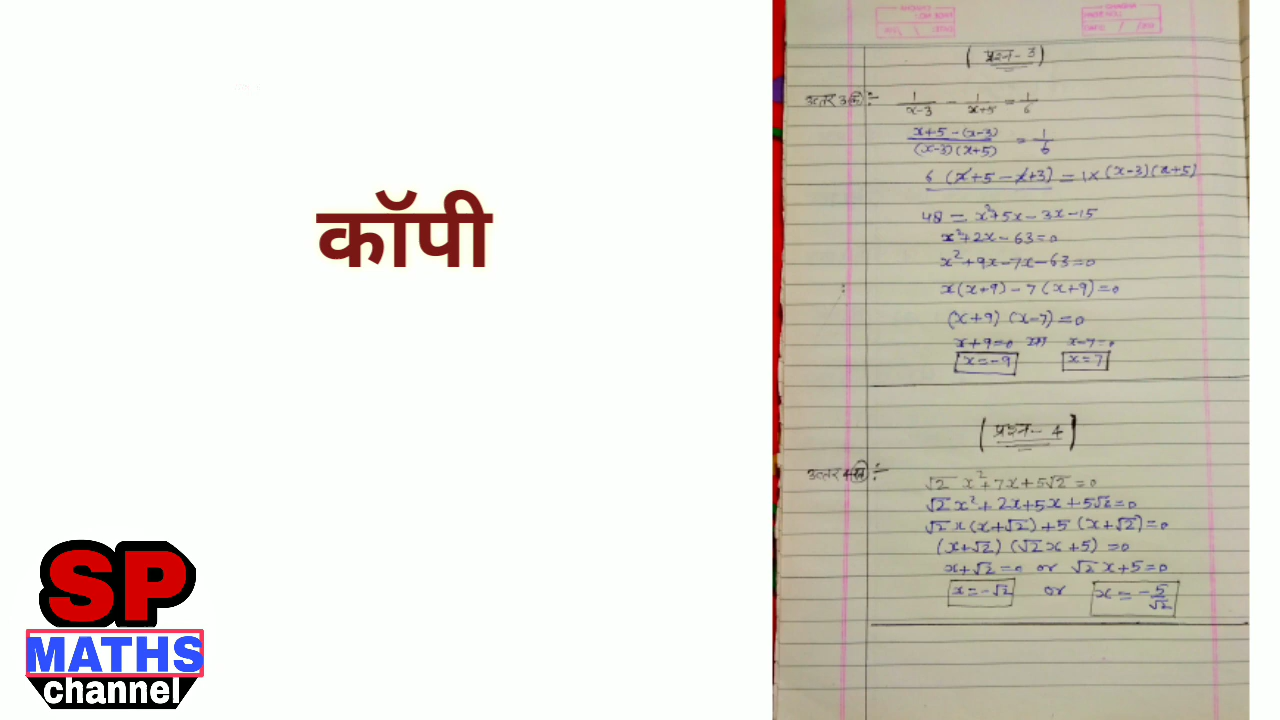 कॉपी
SP
MATHS
channel
(प्रश्न-3)
उत्तर 3(क):- 1/(x-3) - 1/(x+5) = 1/6
(x+5-(x-3))/((x-3)(x+5)) = 1/6
6 (x+5-x+3) = 1×(x-3)(x+5)
48 = x²+5x-3x-15
x²+2x-63=0
x²+9x-7x-63=0
x(x+9)-7(x+9)=0
(x+9) (x-7)=0
x+9=0 या x-7=0
x=-9 x=7
(प्रश्न-4)
उत्तर 4(ख):-
√2 x²+7x+5√2=0
√2 x²+2x+5x+5√2=0
√2 x(x+√2)+5(x+√2)=0
(x+√2) (√2x+5)=0
x+√2=0 or √2 x+5=0
x=-√2 or x=-5/√2